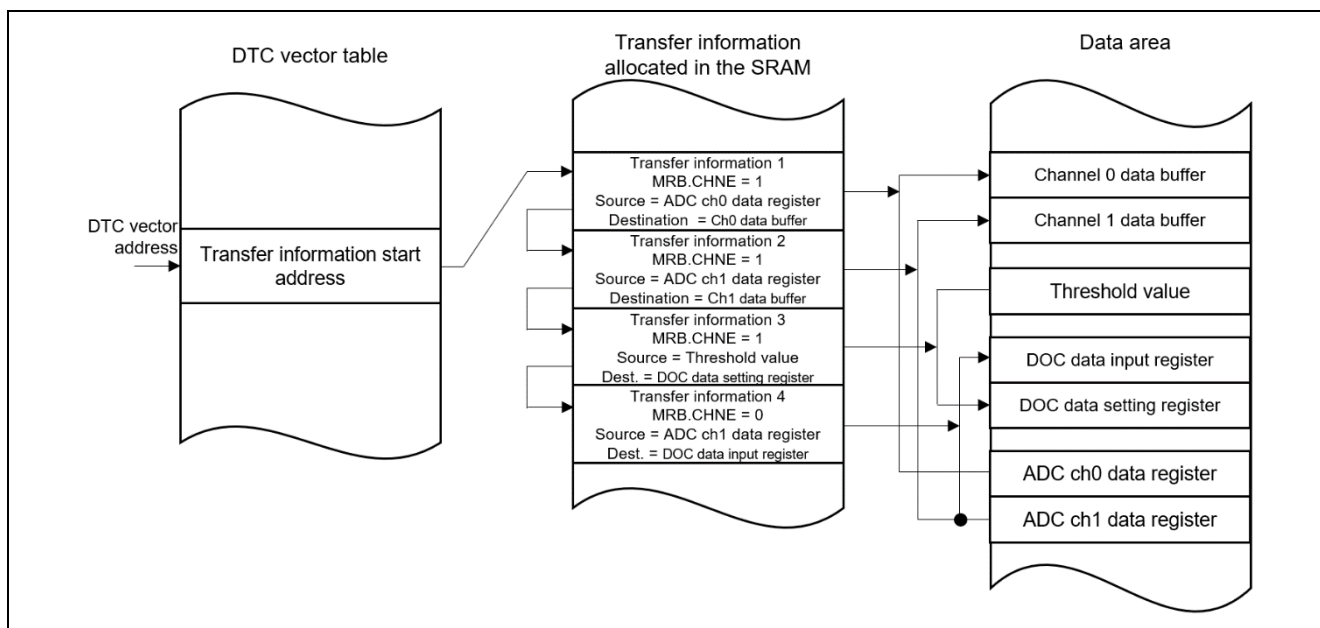 DTC vector table
DTC vector
address
Transfer information start
address
Transfer information
allocated in the SRAM
Transfer information 1
MRB.CHNE = 1
Source = ADC ch0 data register
Destination = Ch0 data buffer
Transfer information 2
MRB.CHNE = 1
Source = ADC ch1 data register
Destination = Ch1 data buffer
Transfer information 3
MRB.CHNE = 1
Source = Threshold value
Dest. = DOC data setting register
Transfer information 4
MRB.CHNE = 0
Source = ADC ch1 data register
Dest. = DOC data input register
Data area
Channel 0 data buffer
Channel 1 data buffer
Threshold value
DOC data input register
DOC data setting register
ADC ch0 data register
ADC ch1 data register